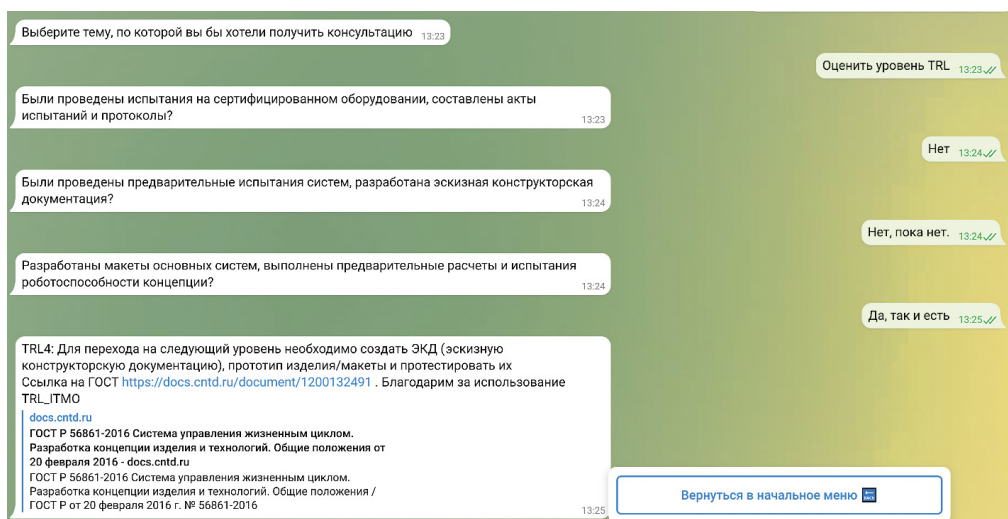 Выберите тему, по которой вы бы хотели получить консультацию 13:23
Оценить уровень TRL 13:23
Были проведены испытания на сертифицированном оборудовании, составлены акты
испытаний и протоколы? 13:23
Нет 13:24
Были проведены предварительные испытания систем, разработана эскизная конструкторская
документация? 13:24
Нет, пока нет. 13:24
Разработаны макеты основных систем, выполнены предварительные расчеты и испытания
роботоспособности концепции? 13:24
Да, так и есть 13:25
TRL4: Для перехода на следующий уровень необходимо создать ЭКД (эскизную
конструкторскую документацию), прототип изделия/макеты и протестировать их
Ссылка на ГОСТ https://docs.cntd.ru/document/1200132491 . Благодарим за использование
TRL_ITMO
docs.cntd.ru
ГОСТ Р 56861-2016 Система управления жизненным циклом.
Разработка концепции изделия и технологий. Общие положения от
20 февраля 2016 - docs.cntd.ru
ГОСТ Р 56861-2016 Система управления жизненным циклом.
Разработка концепции изделия и технологий. Общие положения /
ГОСТ Р от 20 февраля 2016 г. № 56861-2016 13:25
Вернуться в начальное меню